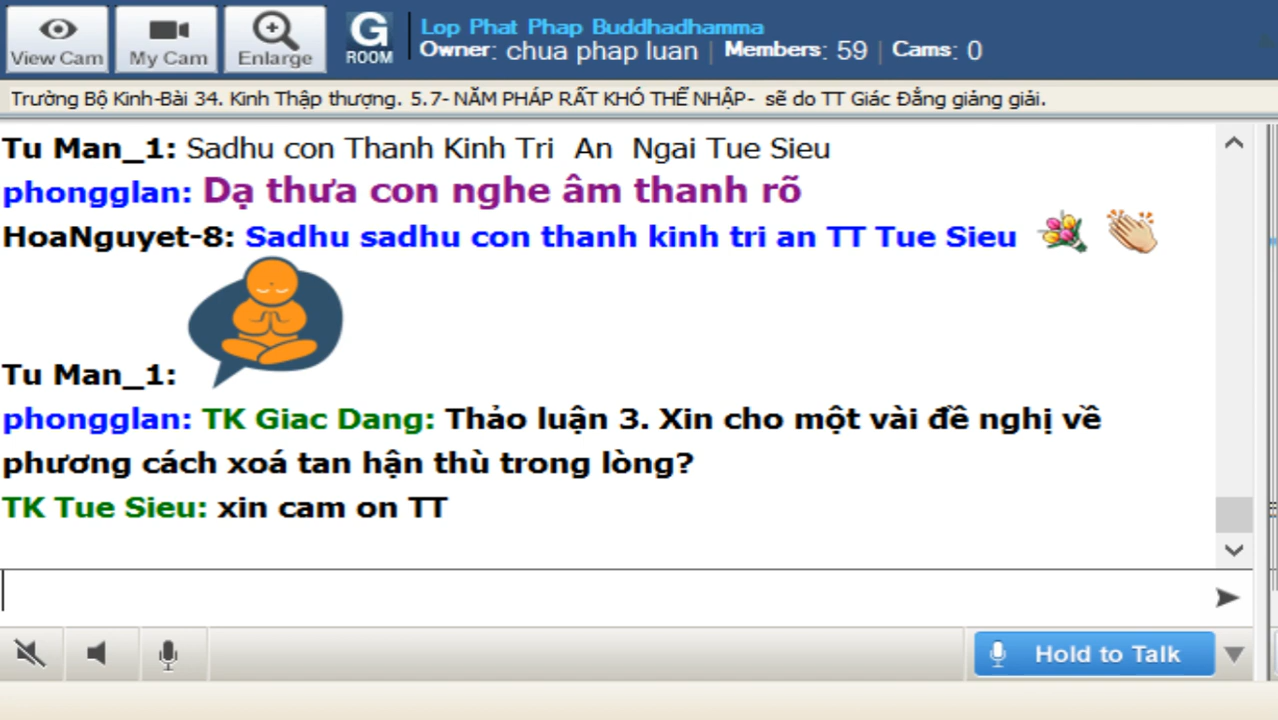 View Cam
My Cam
Enlarge
G
ROOM
Lop Phat Phap Buddhadhamma
Owner: chua phap luan | Members: 59 | Cams: 0
Trường Bộ Kinh-Bài 34. Kinh Thập thượng. 5.7- NĂM PHÁP RẤT KHÓ THỂ NHẬP- sẽ do TT Giác Đẳng giảng giải.
Tu Man_1: Sadhu con Thanh Kinh Tri An Ngai Tue Sieu
phongglan: Dạ thưa con nghe âm thanh rõ
HoaNguyet-8: Sadhu sadhu con thanh kinh tri an TT Tue Sieu
Tu Man_1:
phongglan: TK Giac Dang: Thảo luận 3. Xin cho một vài đề nghị về
phương cách xoá tan hận thù trong lòng?
TK Tue Sieu: xin cam on TT
Hold to Talk